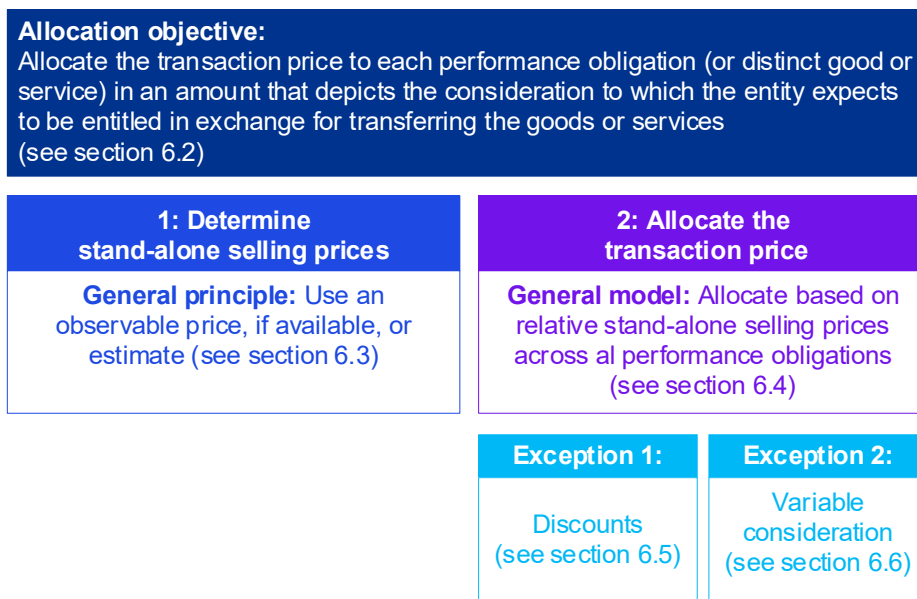 Allocation objective:
Allocate the transaction price to each performance obligation (or distinct good or
service) in an amount that depicts the consideration to which the entity expects
to be entitled in exchange for transferring the goods or services
(see section 6.2)
1: Determine
stand-alone selling prices
General principle: Use an
observable price, if available, or
estimate (see section 6.3)
2: Allocate the
transaction price
General model: Allocate based on
relative stand-alone selling prices
across al performance obligations
(see section 6.4)
Exception 1:
Discounts
(see section 6.5)
Exception 2:
Variable
consideration
(see section 6.6)